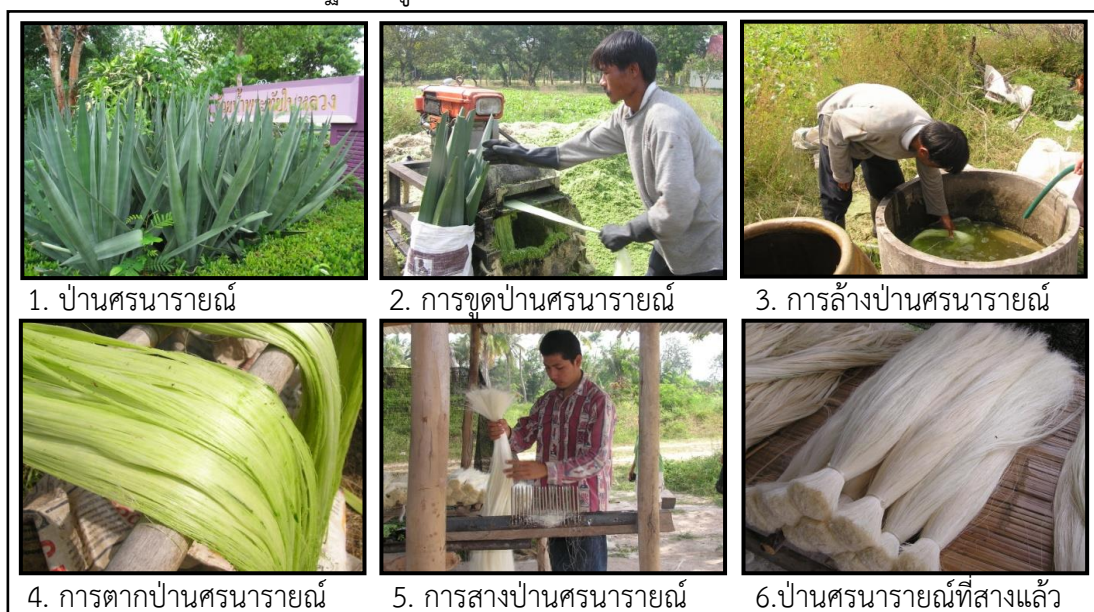 1. ป่านศรนารายณ์
2. การขูดป่านศรนารายณ์
3. การล้างป่านศรนารายณ์
4. การตากป่านศรนารายณ์
5. การสางป่านศรนารายณ์
6.ป่านศรนารายณ์ที่สางแล้ว